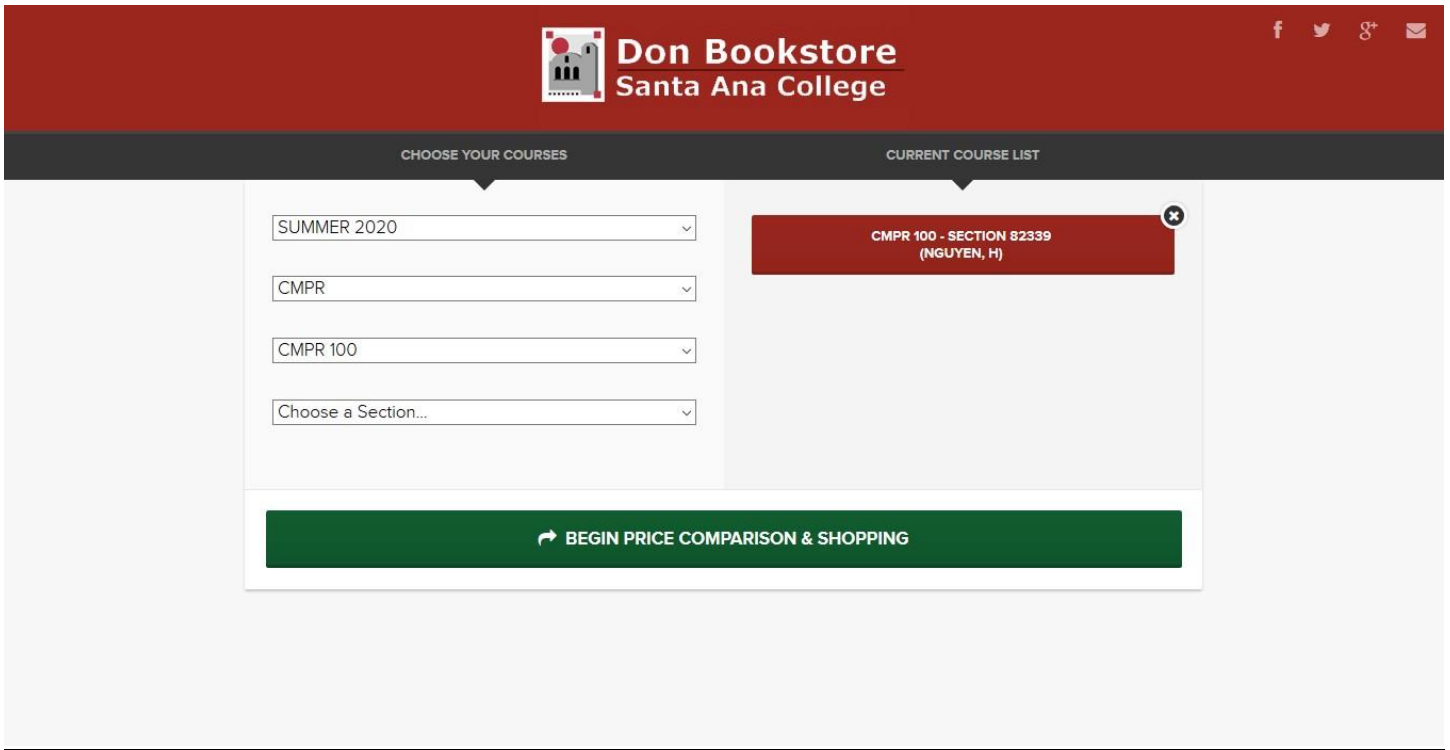 Don Bookstore
Santa Ana College
CHOOSE YOUR COURSES
CURRENT COURSE LIST
SUMMER 2020
CMPR
CMPR 100
Choose a Section...
CMPR 100 - SECTION 82339
(NGUYEN, H)
BEGIN PRICE COMPARISON & SHOPPING